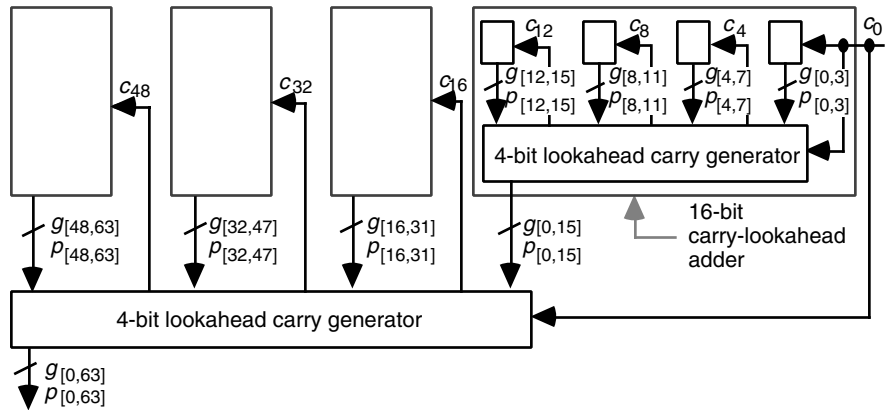 c12
c8
c4
c0
g[12,15]
p[12,15]
g[8,11]
p[8,11]
g[4,7]
p[4,7]
g[0,3]
p[0,3]
c48
c32
c16
4-bit lookahead carry generator
g[48,63]
p[48,63]
g[32,47]
p[32,47]
g[16,31]
p[16,31]
g[0,15]
p[0,15]
16-bit
carry-lookahead
adder
4-bit lookahead carry generator
g[0,63]
p[0,63]